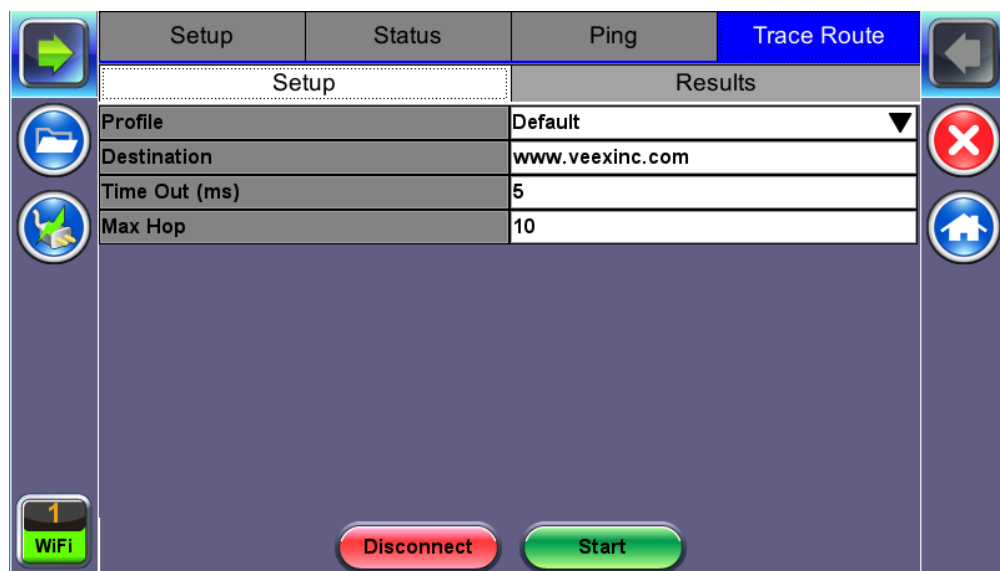 Setup Status Ping Trace Route
Setup Results
Profile Default
Destination www.veexinc.com
Time Out (ms) 5
Max Hop 10
1
WiFi
Disconnect Start